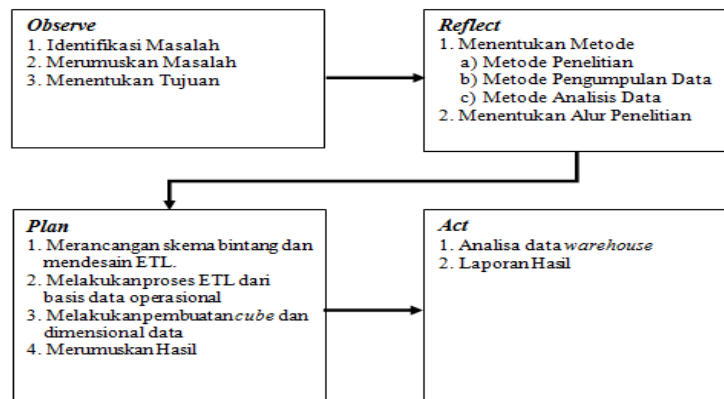 Observe
1. Identifikasi Masalah
2. Merumuskan Masalah
3. Menentukan Tujuan
Reflect
1. Menentukan Metode
a) Metode Penelitian
b) Metode Pengumpulan Data
c) Metode Analisis Data
2. Menentukan Alur Penelitian
Plan
1. Merancangan skema bintang dan
mendesain ETL.
2. Melakukan proses ETL dari
basis data operasional
3. Melakukan pembuatan cube dan
dimensional data
4. Merumuskan Hasil
Act
1. Analisa data warehouse
2. Laporan Hasil